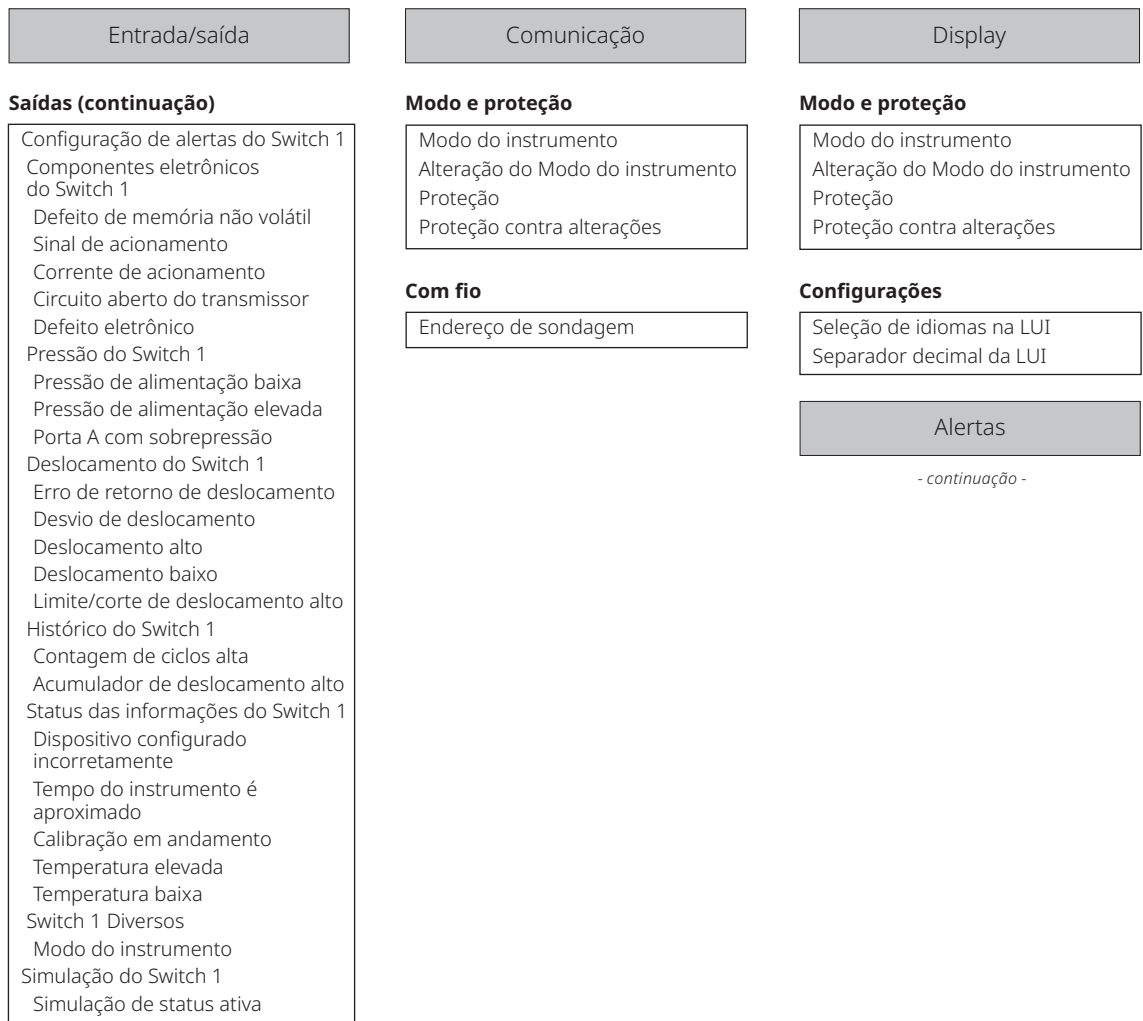 Entrada/saída
Saídas (continuação)
Configuração de alertas do Switch 1
Componentes eletrônicos
do Switch 1
Defeito de memória não volátil
Sinal de acionamento
Corrente de acionamento
Circuito aberto do transmissor
Defeito eletrônico
Pressão do Switch 1
Pressão de alimentação baixa
Pressão de alimentação elevada
Porta A com sobrepressão
Deslocamento do Switch 1
Erro de retorno de deslocamento
Desvio de deslocamento
Deslocamento alto
Deslocamento baixo
Limite/corte de deslocamento alto
Histórico do Switch 1
Contagem de ciclos alta
Acumulador de deslocamento alto
Status das informações do Switch 1
Dispositivo configurado
incorretamente
Tempo do instrumento é
aproximado
Calibração em andamento
Temperatura elevada
Temperatura baixa
Switch 1 Diversos
Modo do instrumento
Simulação do Switch 1
Simulação de status ativa
Comunicação
Modo e proteção
Modo do instrumento
Alteração do Modo do instrumento
Proteção
Proteção contra alterações
Com fio
Endereço de sondagem
Display
Modo e proteção
Modo do instrumento
Alteração do Modo do instrumento
Proteção
Proteção contra alterações
Configurações
Seleção de idiomas na LUI
Separador decimal da LUI
Alertas
- continuação -